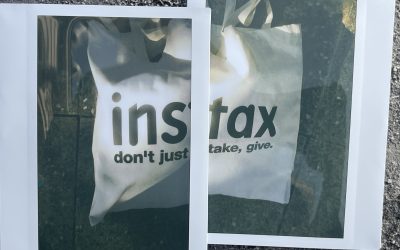 instax
don't just take, give.